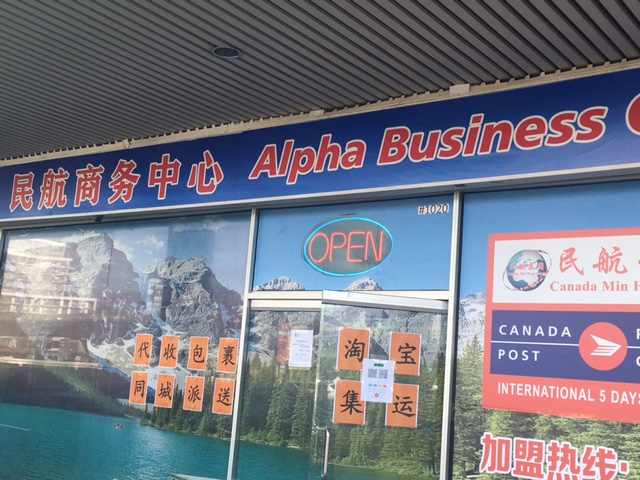 民航商务中心 Alpha Business
#1020
OPEN
民航
Canada Min H
CANADA
POST
INTERNATIONAL 5 DAYS
代收包裹
同城派送
淘宝
集运
加盟热线: